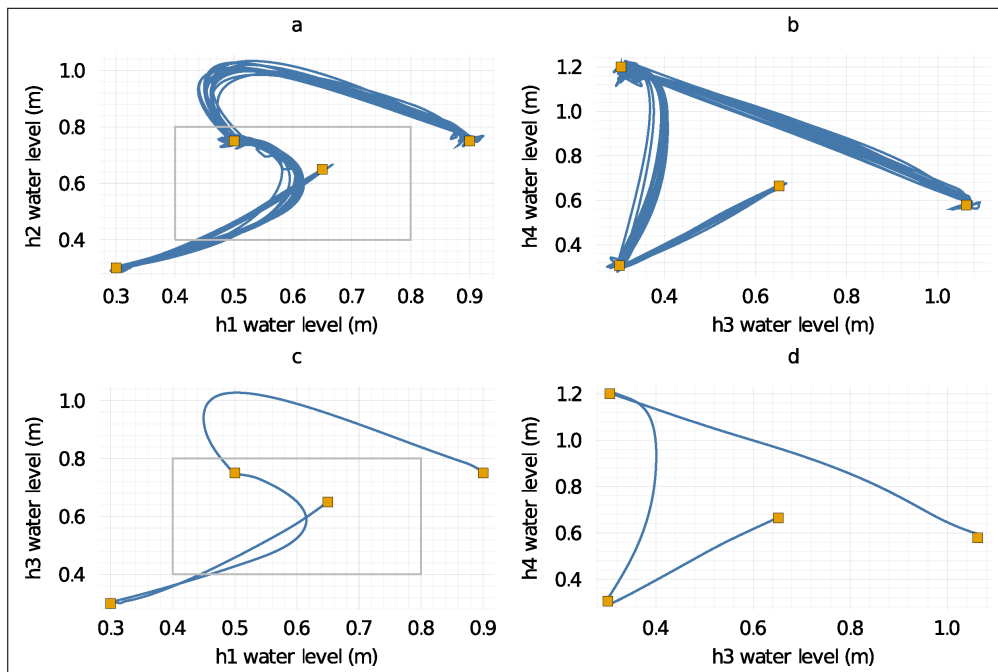 a
h2 water level (m)
1.0
0.8
0.6
0.4
0.3 0.4 0.5 0.6 0.7 0.8 0.9
h1 water level (m)
b
h4 water level (m)
1.2
1.0
0.8
0.6
0.4
0.4 0.6 0.8 1.0
h3 water level (m)
c
h3 water level (m)
1.0
0.8
0.6
0.4
0.3 0.4 0.5 0.6 0.7 0.8 0.9
h1 water level (m)
d
h4 water level (m)
1.2
1.0
0.8
0.6
0.4
0.4 0.6 0.8 1.0
h3 water level (m)